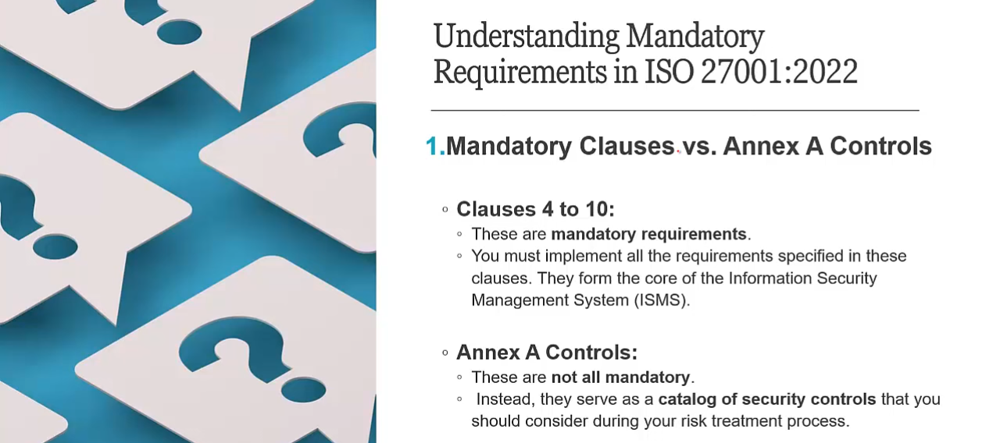 Understanding Mandatory
Requirements in ISO 27001:2022
1.Mandatory Clauses vs. Annex A Controls
◦ Clauses 4 to 10:
◦ These are mandatory requirements.
◦ You must implement all the requirements specified in these
clauses. They form the core of the Information Security
Management System (ISMS).
◦ Annex A Controls:
◦ These are not all mandatory.
◦ Instead, they serve as a catalog of security controls that you
should consider during your risk treatment process.